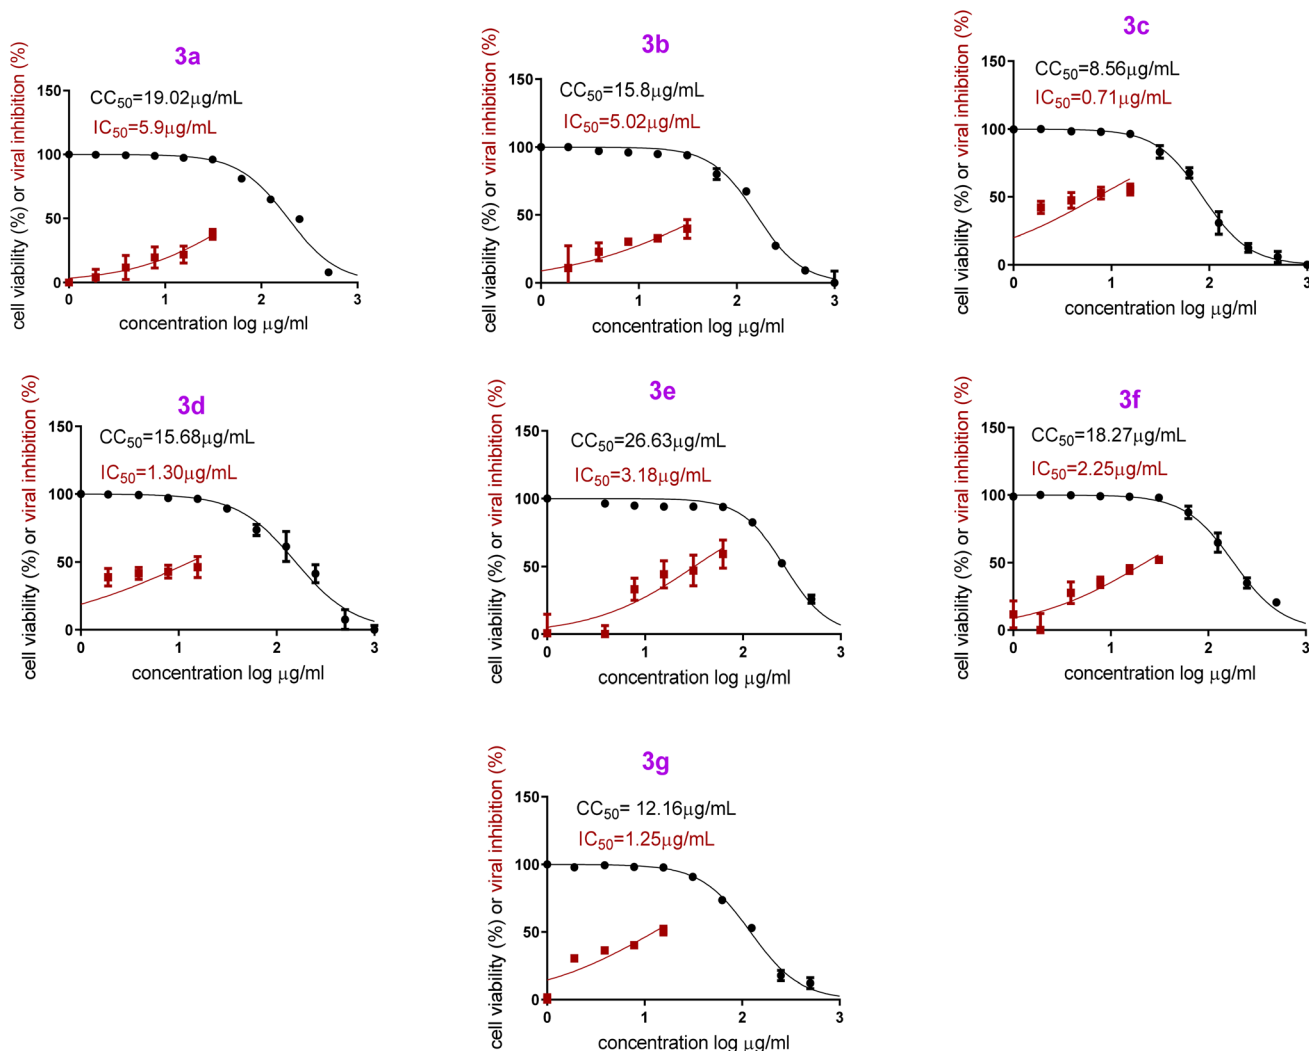 3a
CC50=19.02μg/mL
IC50=5.9μg/mL
cell viability (%) or viral inhibition (%)
150
100
50
0
0 1 2 3
concentration log μg/ml
3b
CC50=15.8μg/mL
IC50=5.02μg/mL
cell viability (%) or viral inhibition (%)
150
100
50
0
0 1 2 3
concentration log μg/ml
3c
CC50=8.56μg/mL
IC50=0.71μg/mL
cell viability (%) or viral inhibition (%)
150
100
50
0
0 1 2 3
concentration log μg/ml
3d
CC50=15.68μg/mL
IC50=1.30μg/mL
cell viability (%) or viral inhibition (%)
150
100
50
0
0 1 2 3
concentration log μg/ml
3e
CC50=26.63μg/mL
IC50=3.18μg/mL
cell viability (%) or viral inhibition (%)
150
100
50
0
0 1 2 3
concentration log μg/ml
3f
CC50=18.27μg/mL
IC50=2.25μg/mL
cell viability (%) or viral inhibition (%)
150
100
50
0
0 1 2 3
concentration log μg/ml
3g
CC50= 12.16μg/mL
IC50=1.25μg/mL
cell viability (%) or viral inhibition (%)
150
100
50
0
0 1 2 3
concentration log μg/ml